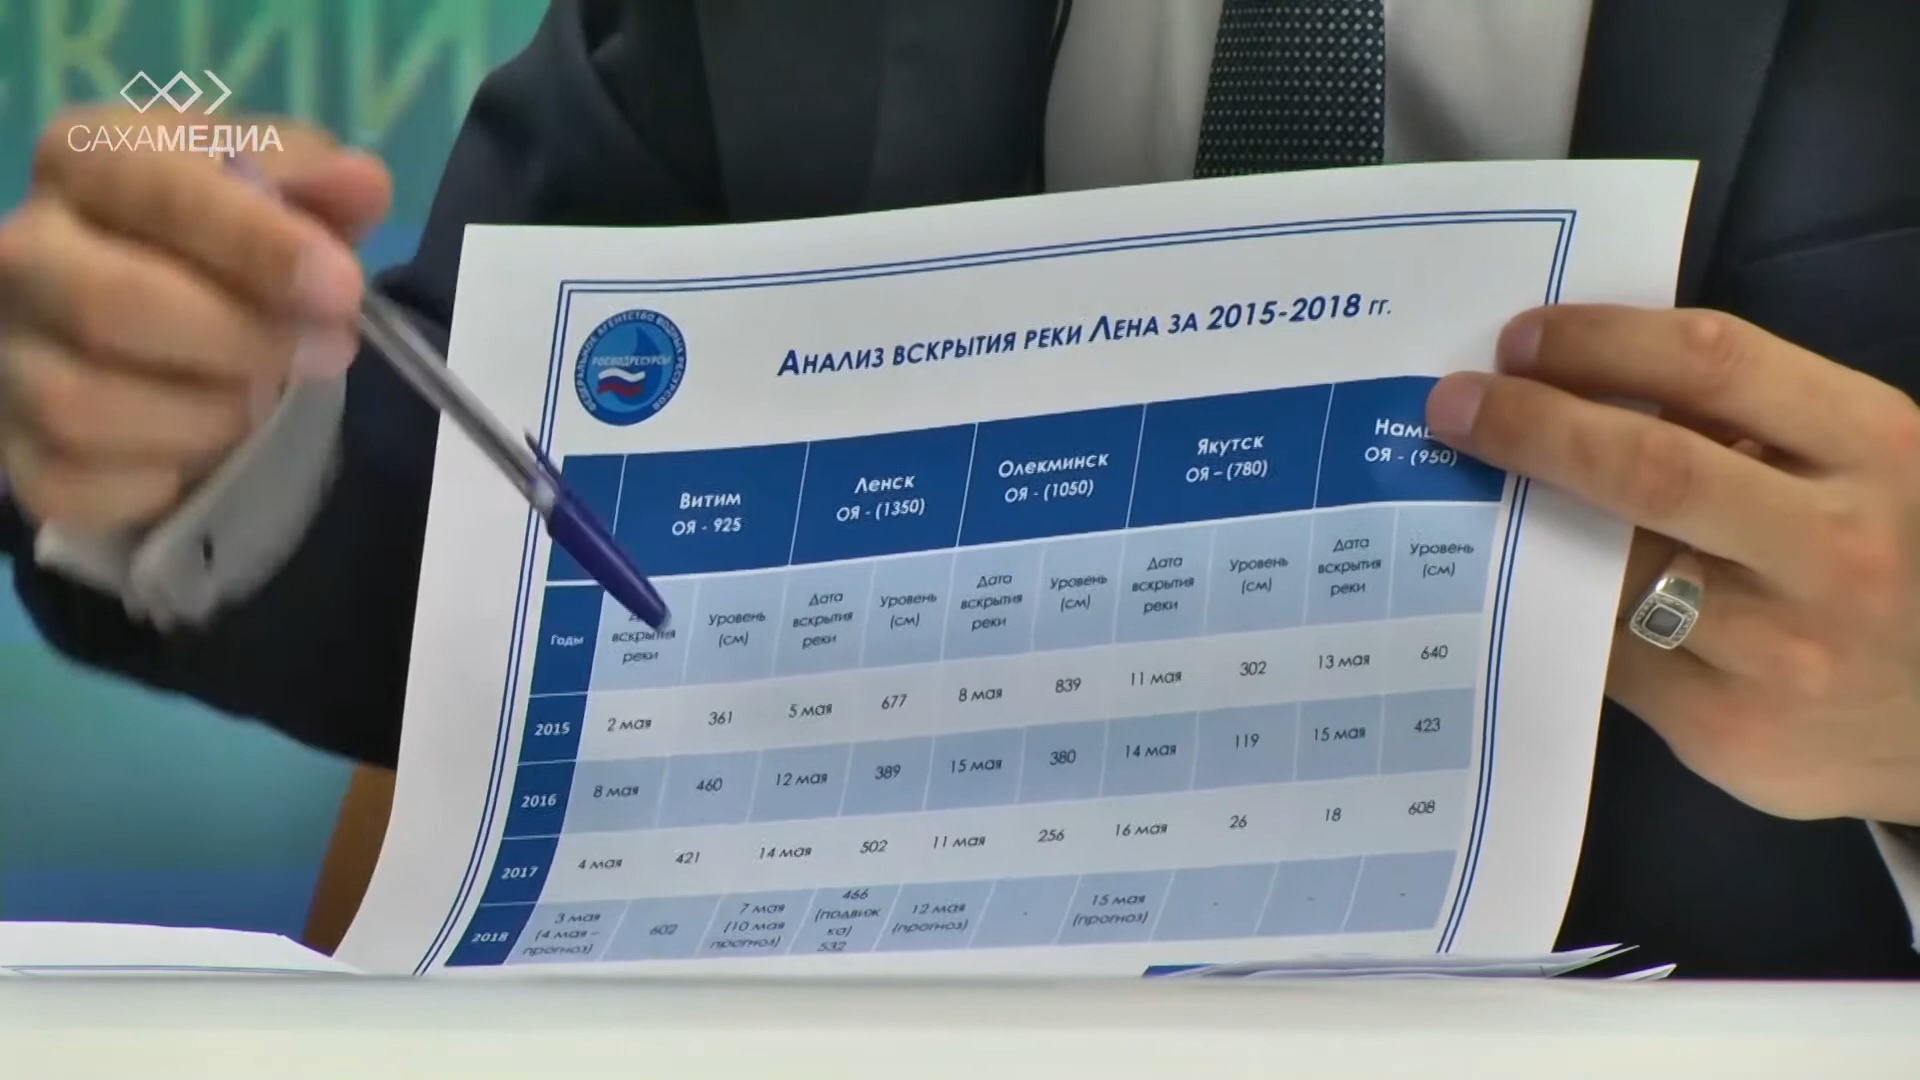 САХАМЕДИА
ФЕДЕРАЛЬНОЕ АГЕНТСТВО ВОДНЫХ РЕСУРСОВ
РОСВОДРЕСУРСЫ
АНАЛИЗ ВСКРЫТИЯ РЕКИ ЛЕНА ЗА 2015-2018 ГГ.
Витим Ленск Олекминск Якутск
ОЯ - 925 ОЯ - (1350) ОЯ - (1050) ОЯ – (780) ОЯ - (950)
Годы вскрытия реки Уровень (см) Дата вскрытия реки Уровень (см) Дата вскрытия реки Уровень (см) Дата вскрытия реки Уровень (см) Дата вскрытия реки Уровень (см)
2015 2 мая 361 5 мая 677 8 мая 839 11 мая 302 13 мая 640
2016 8 мая 460 12 мая 389 15 мая 380 14 мая 119 15 мая 423
2017 4 мая 421 14 мая 502 11 мая 256 16 мая 26 18 608
2018 3 мая (4 мая – прогноз) 602 7 мая (10 мая прогноз) 466 (подвижка) 532 12 мая (прогноз) - 15 мая (прогноз) - - -